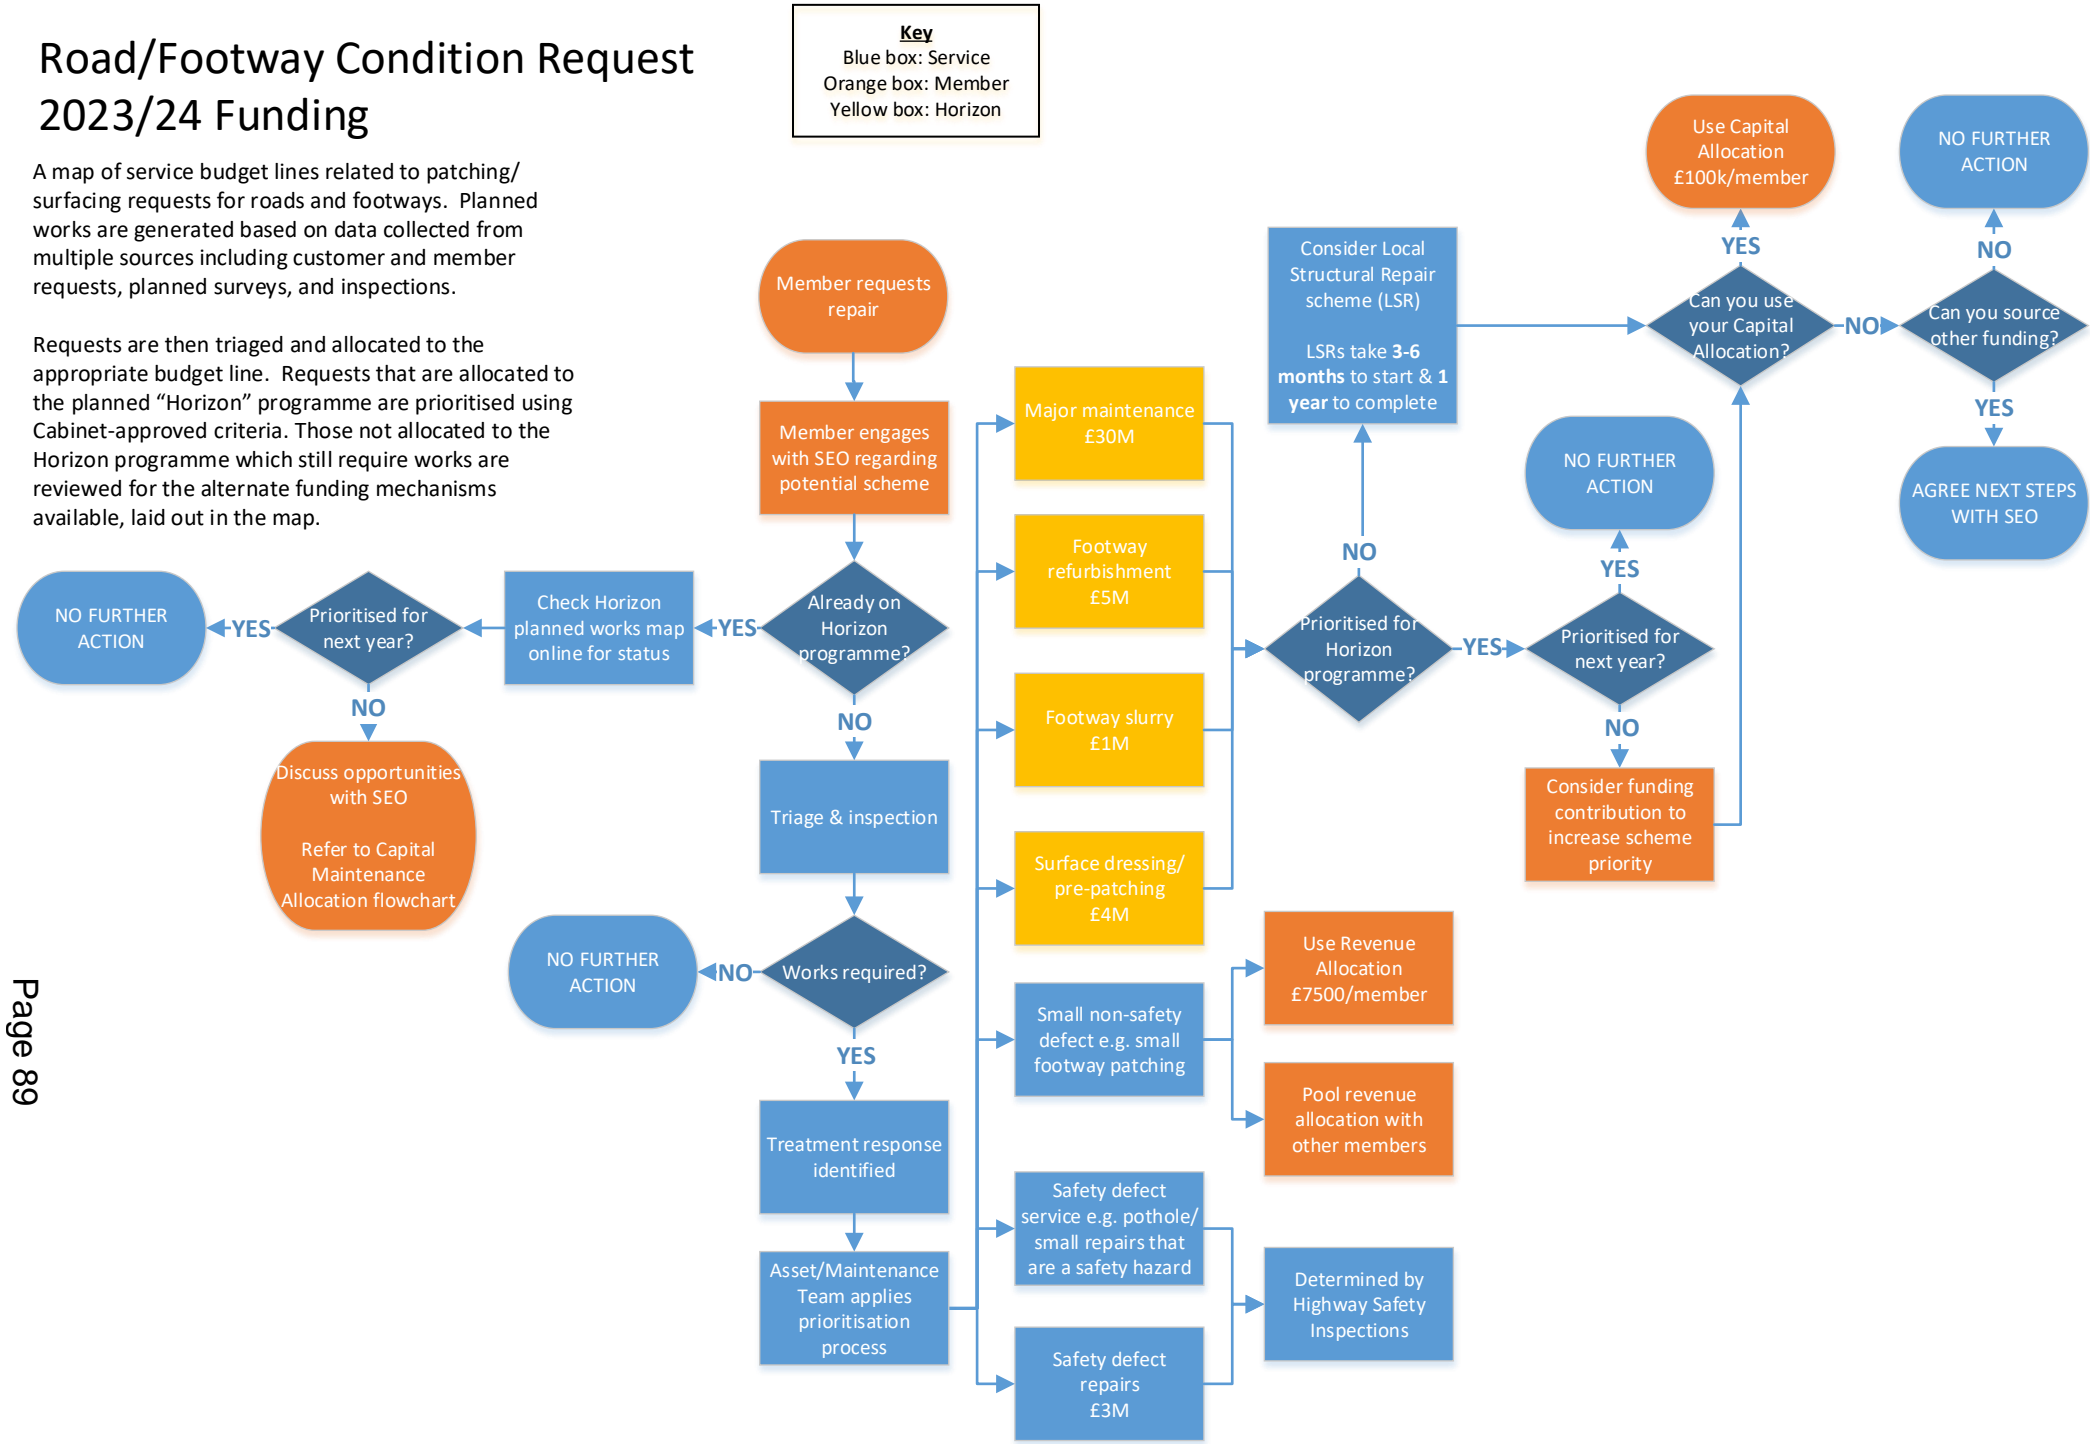 Road/Footway Condition Request
2023/24 Funding
Key
Blue box: Service
Orange box: Member
Yellow box: Horizon
A map of service budget lines related to patching/
surfacing requests for roads and footways.  Planned
works are generated based on data collected from
multiple sources including customer and member
requests, planned surveys, and inspections.
Requests are then triaged and allocated to the
appropriate budget line.  Requests that are allocated to
the planned “Horizon” programme are prioritised using
Cabinet-approved criteria. Those not allocated to the
Horizon programme which still require works are
reviewed for the alternate funding mechanisms
available, laid out in the map.
Member requests
repair
Member engages
with SEO regarding
potential scheme
Already on
Horizon
programme?
YES
Check Horizon
planned works map
online for status
Prioritised for
next year?
YES
NO FURTHER
ACTION
NO
Discuss opportunities
with SEO
Refer to Capital
Maintenance
Allocation flowchart
NO
Triage & inspection
Works required?
NO
NO FURTHER
ACTION
YES
Treatment response
identified
Asset/Maintenance
Team applies
prioritisation
process
Major maintenance
£30M
Footway
refurbishment
£5M
Footway slurry
£1M
Surface dressing/
pre-patching
£4M
Small non-safety
defect e.g. small
footway patching
Safety defect
service e.g. pothole/
small repairs that
are a safety hazard
Safety defect
repairs
£3M
Use Revenue
Allocation
£7500/member
Pool revenue
allocation with
other members
Determined by
Highway Safety
Inspections
Prioritised for
Horizon
programme?
NO
Consider Local
Structural Repair
scheme (LSR)
LSRs take 3-6
months to start & 1
year to complete
YES
Prioritised for
next year?
YES
NO FURTHER
ACTION
NO
Consider funding
contribution to
increase scheme
priority
Can you use
your Capital
Allocation?
YES
Use Capital
Allocation
£100k/member
NO
Can you source
other funding?
NO
NO FURTHER
ACTION
YES
AGREE NEXT STEPS
WITH SEO
Page 89